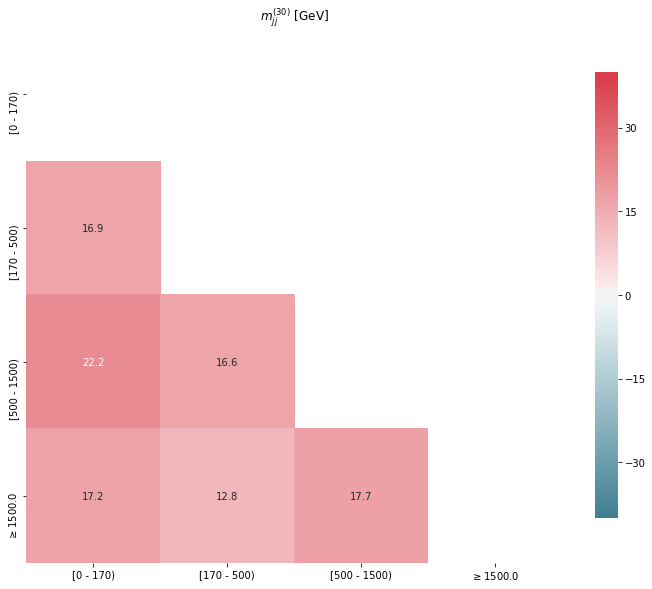 m_{jj}^{(30)} [GeV]
[0 - 170)
[170 - 500)
[500 - 1500)
≥ 1500.0
16.9
22.2 16.6
17.2 12.8 17.7
[0 - 170) [170 - 500) [500 - 1500) ≥ 1500.0
30
15
0
−15
−30